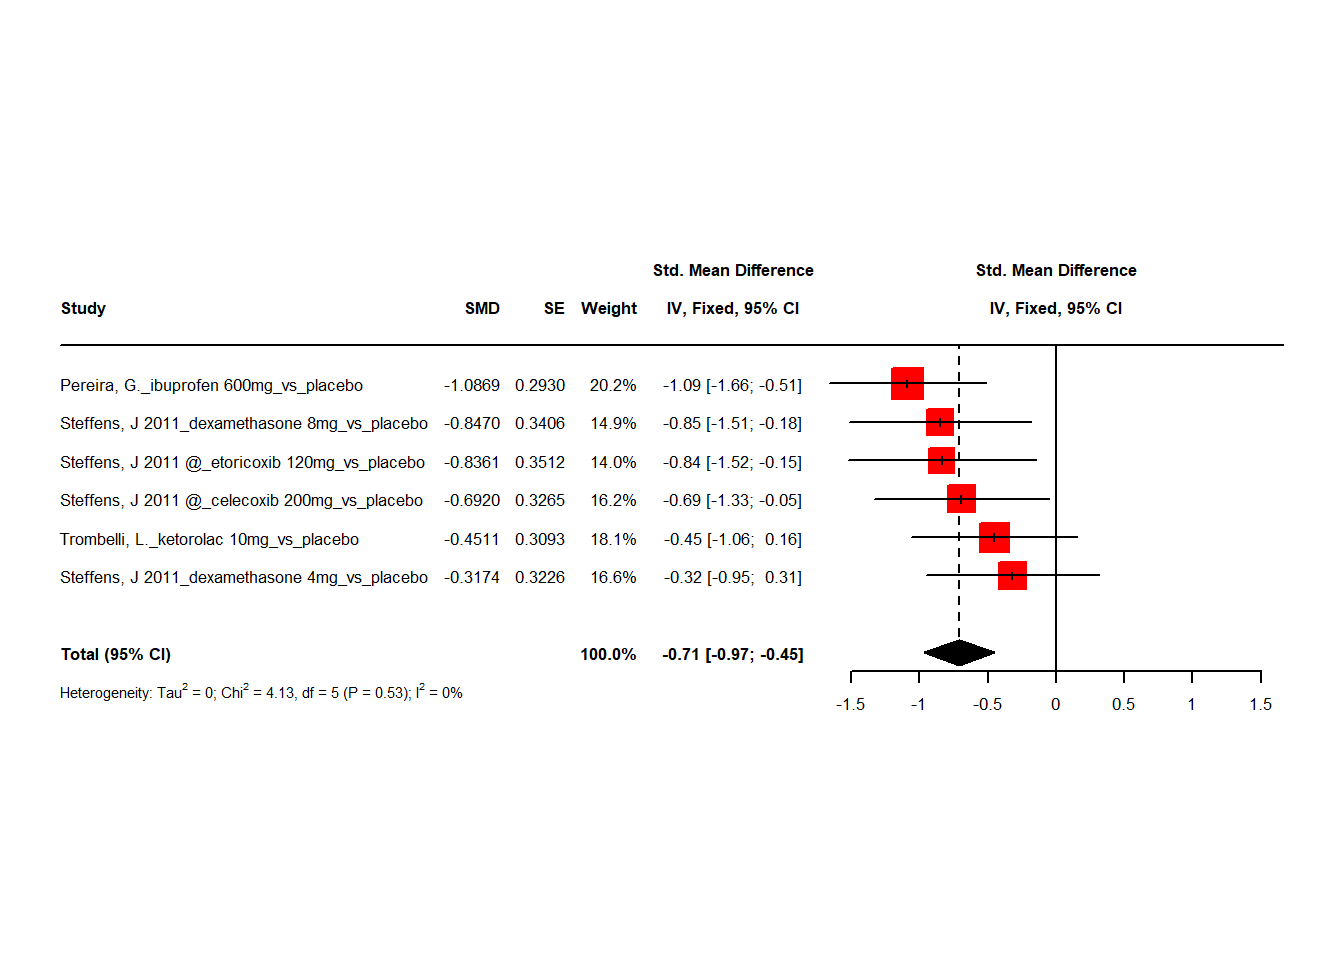 Std. Mean Difference Std. Mean Difference
Study SMD SE Weight IV, Fixed, 95% CI IV, Fixed, 95% CI
Pereira, G._ibuprofen 600mg_vs_placebo -1.0869 0.2930 20.2% -1.09 [-1.66; -0.51]
Steffens, J 2011_dexamethasone 8mg_vs_placebo -0.8470 0.3406 14.9% -0.85 [-1.51; -0.18]
Steffens, J 2011 @_etoricoxib 120mg_vs_placebo -0.8361 0.3512 14.0% -0.84 [-1.52; -0.15]
Steffens, J 2011 @_celecoxib 200mg_vs_placebo -0.6920 0.3265 16.2% -0.69 [-1.33; -0.05]
Trombelli, L._ketorolac 10mg_vs_placebo -0.4511 0.3093 18.1% -0.45 [-1.06; 0.16]
Steffens, J 2011_dexamethasone 4mg_vs_placebo -0.3174 0.3226 16.6% -0.32 [-0.95; 0.31]
Total (95% CI) 100.0% -0.71 [-0.97; -0.45]
Heterogeneity: Tau² = 0; Chi² = 4.13, df = 5 (P = 0.53); I² = 0%
-1.5 -1 -0.5 0 0.5 1 1.5